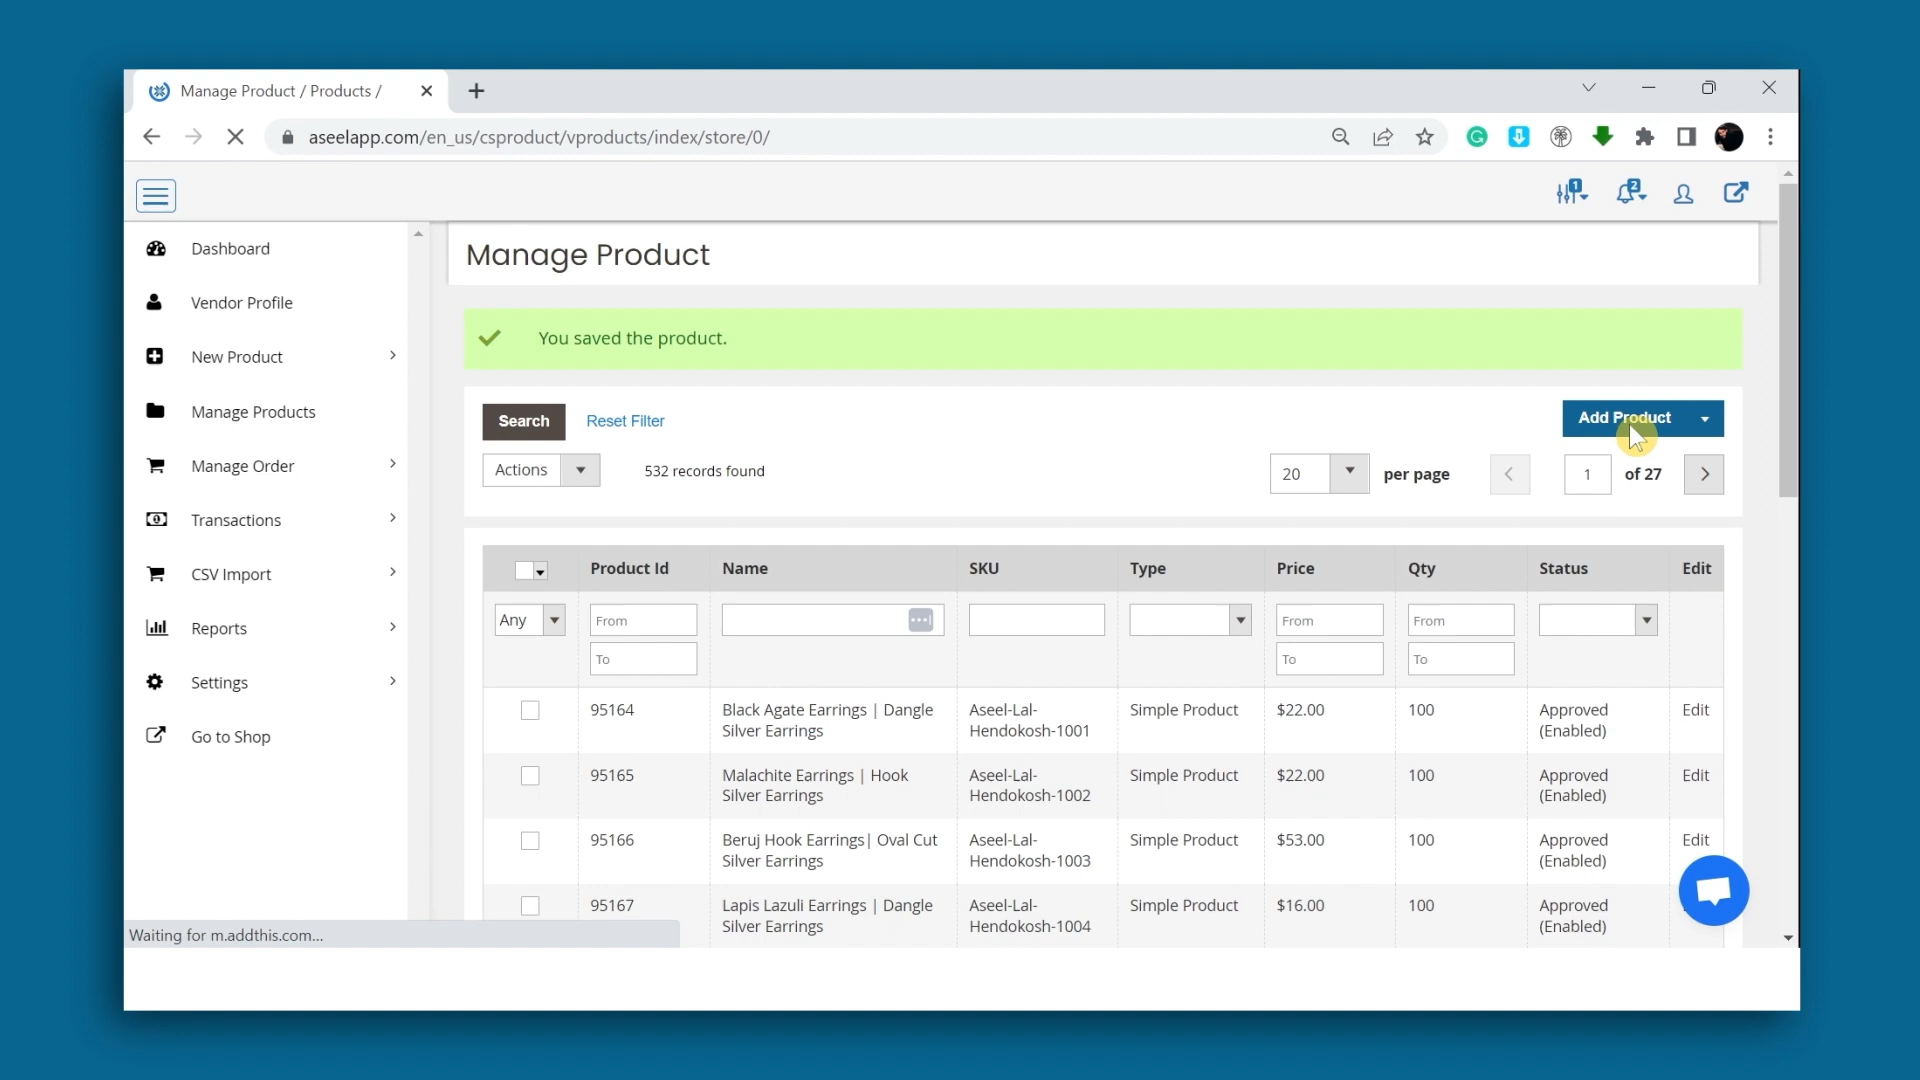 Manage Product / Products /
aseelapp.com/en_us/csproduct/vproducts/index/store/0/
1
2
Dashboard
Vendor Profile
New Product
Manage Products
Manage Order
Transactions
CSV Import
Reports
Settings
Go to Shop
Manage Product
You saved the product.
Search Reset Filter Add Product
Actions 532 records found 20 per page 1 of 27
Product Id Name SKU Type Price Qty Status Edit
Any From From From
To To To
95164 Black Agate Earrings | Dangle Aseel-Lal- Simple Product $22.00 100 Approved Edit
Silver Earrings Hendokosh-1001 (Enabled)
95165 Malachite Earrings | Hook Aseel-Lal- Simple Product $22.00 100 Approved Edit
Silver Earrings Hendokosh-1002 (Enabled)
95166 Beruj Hook Earrings| Oval Cut Aseel-Lal- Simple Product $53.00 100 Approved Edit
Silver Earrings Hendokosh-1003 (Enabled)
95167 Lapis Lazuli Earrings | Dangle Aseel-Lal- Simple Product $16.00 100 Approved
Silver Earrings Hendokosh-1004 (Enabled)
Waiting for m.addthis.com...